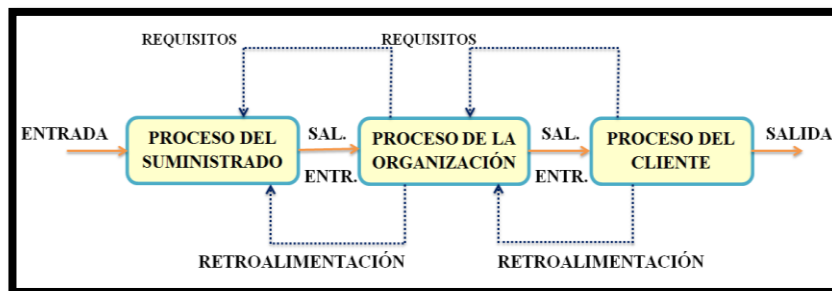 REQUISITOS
REQUISITOS
ENTRADA
PROCESO DEL
SUMINISTRADO
SAL.
ENTR.
PROCESO DE LA
ORGANIZACIÓN
SAL.
ENTR.
PROCESO DEL
CLIENTE
SALIDA
RETROALIMENTACIÓN
RETROALIMENTACIÓN